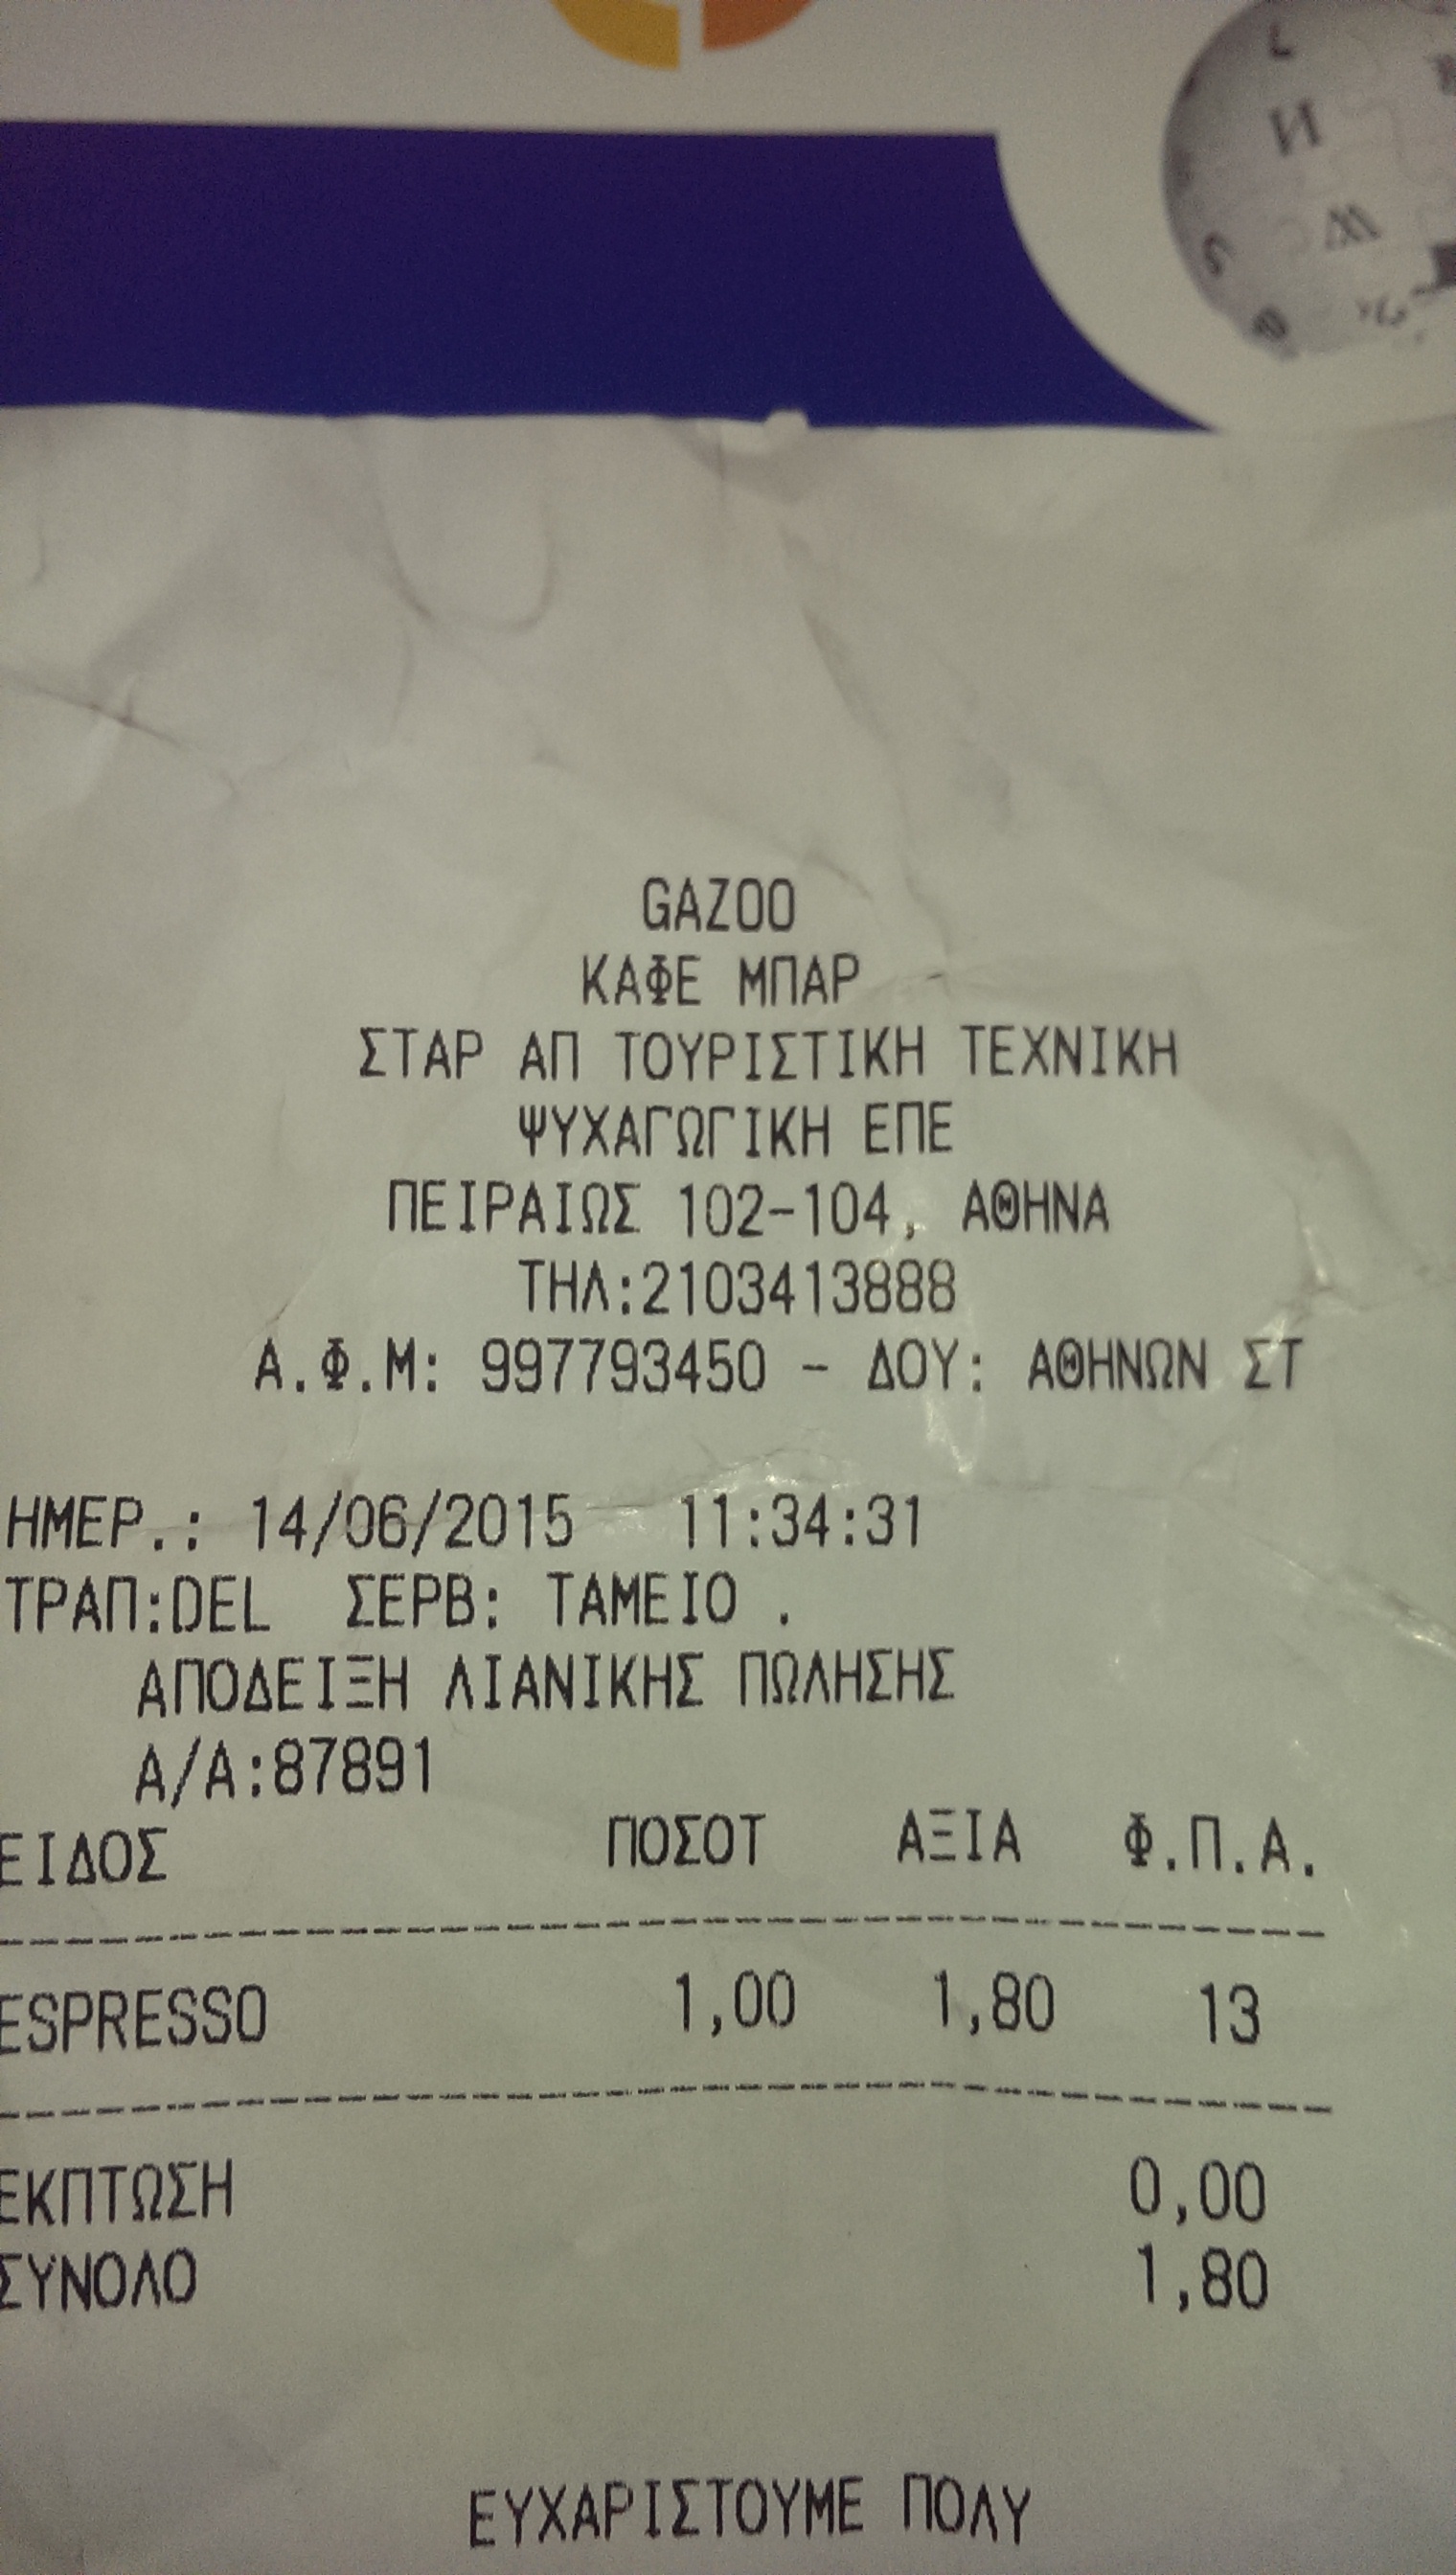 GAZOO
ΚΑΦΕ ΜΠΑΡ
ΣΤΑΡ ΑΠ ΤΟΥΡΙΣΤΙΚΗ ΤΕΧΝΙΚΗ
ΨΥΧΑΓΩΓΙΚΗ ΕΠΕ
ΠΕΙΡΑΙΩΣ 102-104, ΑΘΗΝΑ
ΤΗΛ:2103413888
Α.Φ.Μ: 997793450 - ΔΟΥ: ΑΘΗΝΩΝ ΣΤ
ΗΜΕΡ.: 14/06/2015 11:34:31
ΤΡΑΠ:DEL ΣΕΡΒ: ΤΑΜΕΙΟ .
ΑΠΟΔΕΙΞΗ ΛΙΑΝΙΚΗΣ ΠΩΛΗΣΗΣ
Α/Α:87891
ΕΙΔΟΣ ΠΟΣΟΤ ΑΞΙΑ Φ.Π.Α.
ESPRESSO 1,00 1,80 13
ΕΚΠΤΩΣΗ 0,00
ΣΥΝΟΛΟ 1,80
ΕΥΧΑΡΙΣΤΟΥΜΕ ΠΟΛΥ